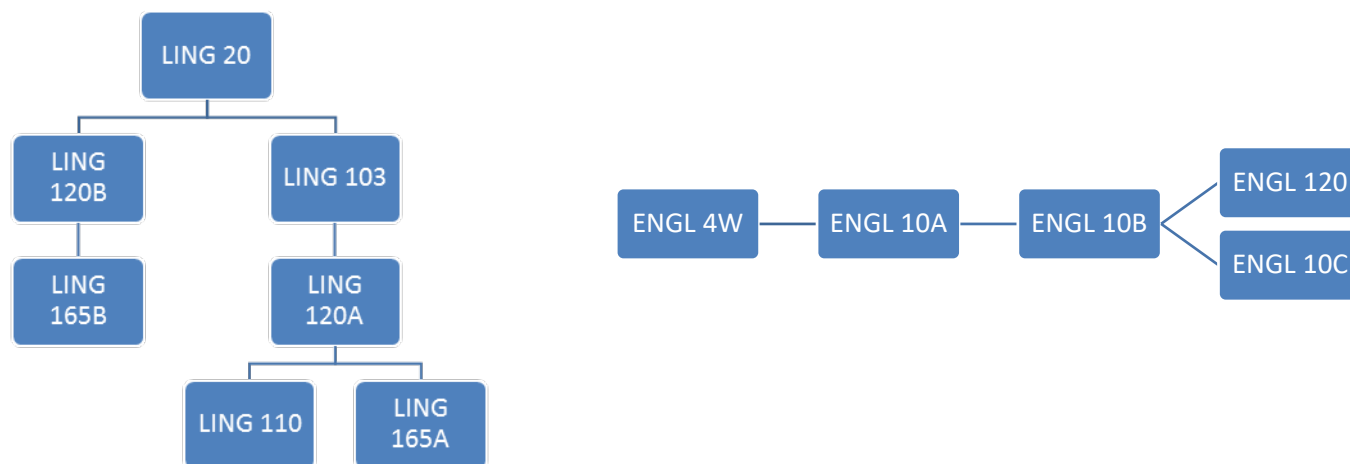 LING 20
LING
120B
LING 103
LING
165B
LING
120A
LING 110
LING
165A
ENGL 4W
ENGL 10A
ENGL 10B
ENGL 120
ENGL 10C